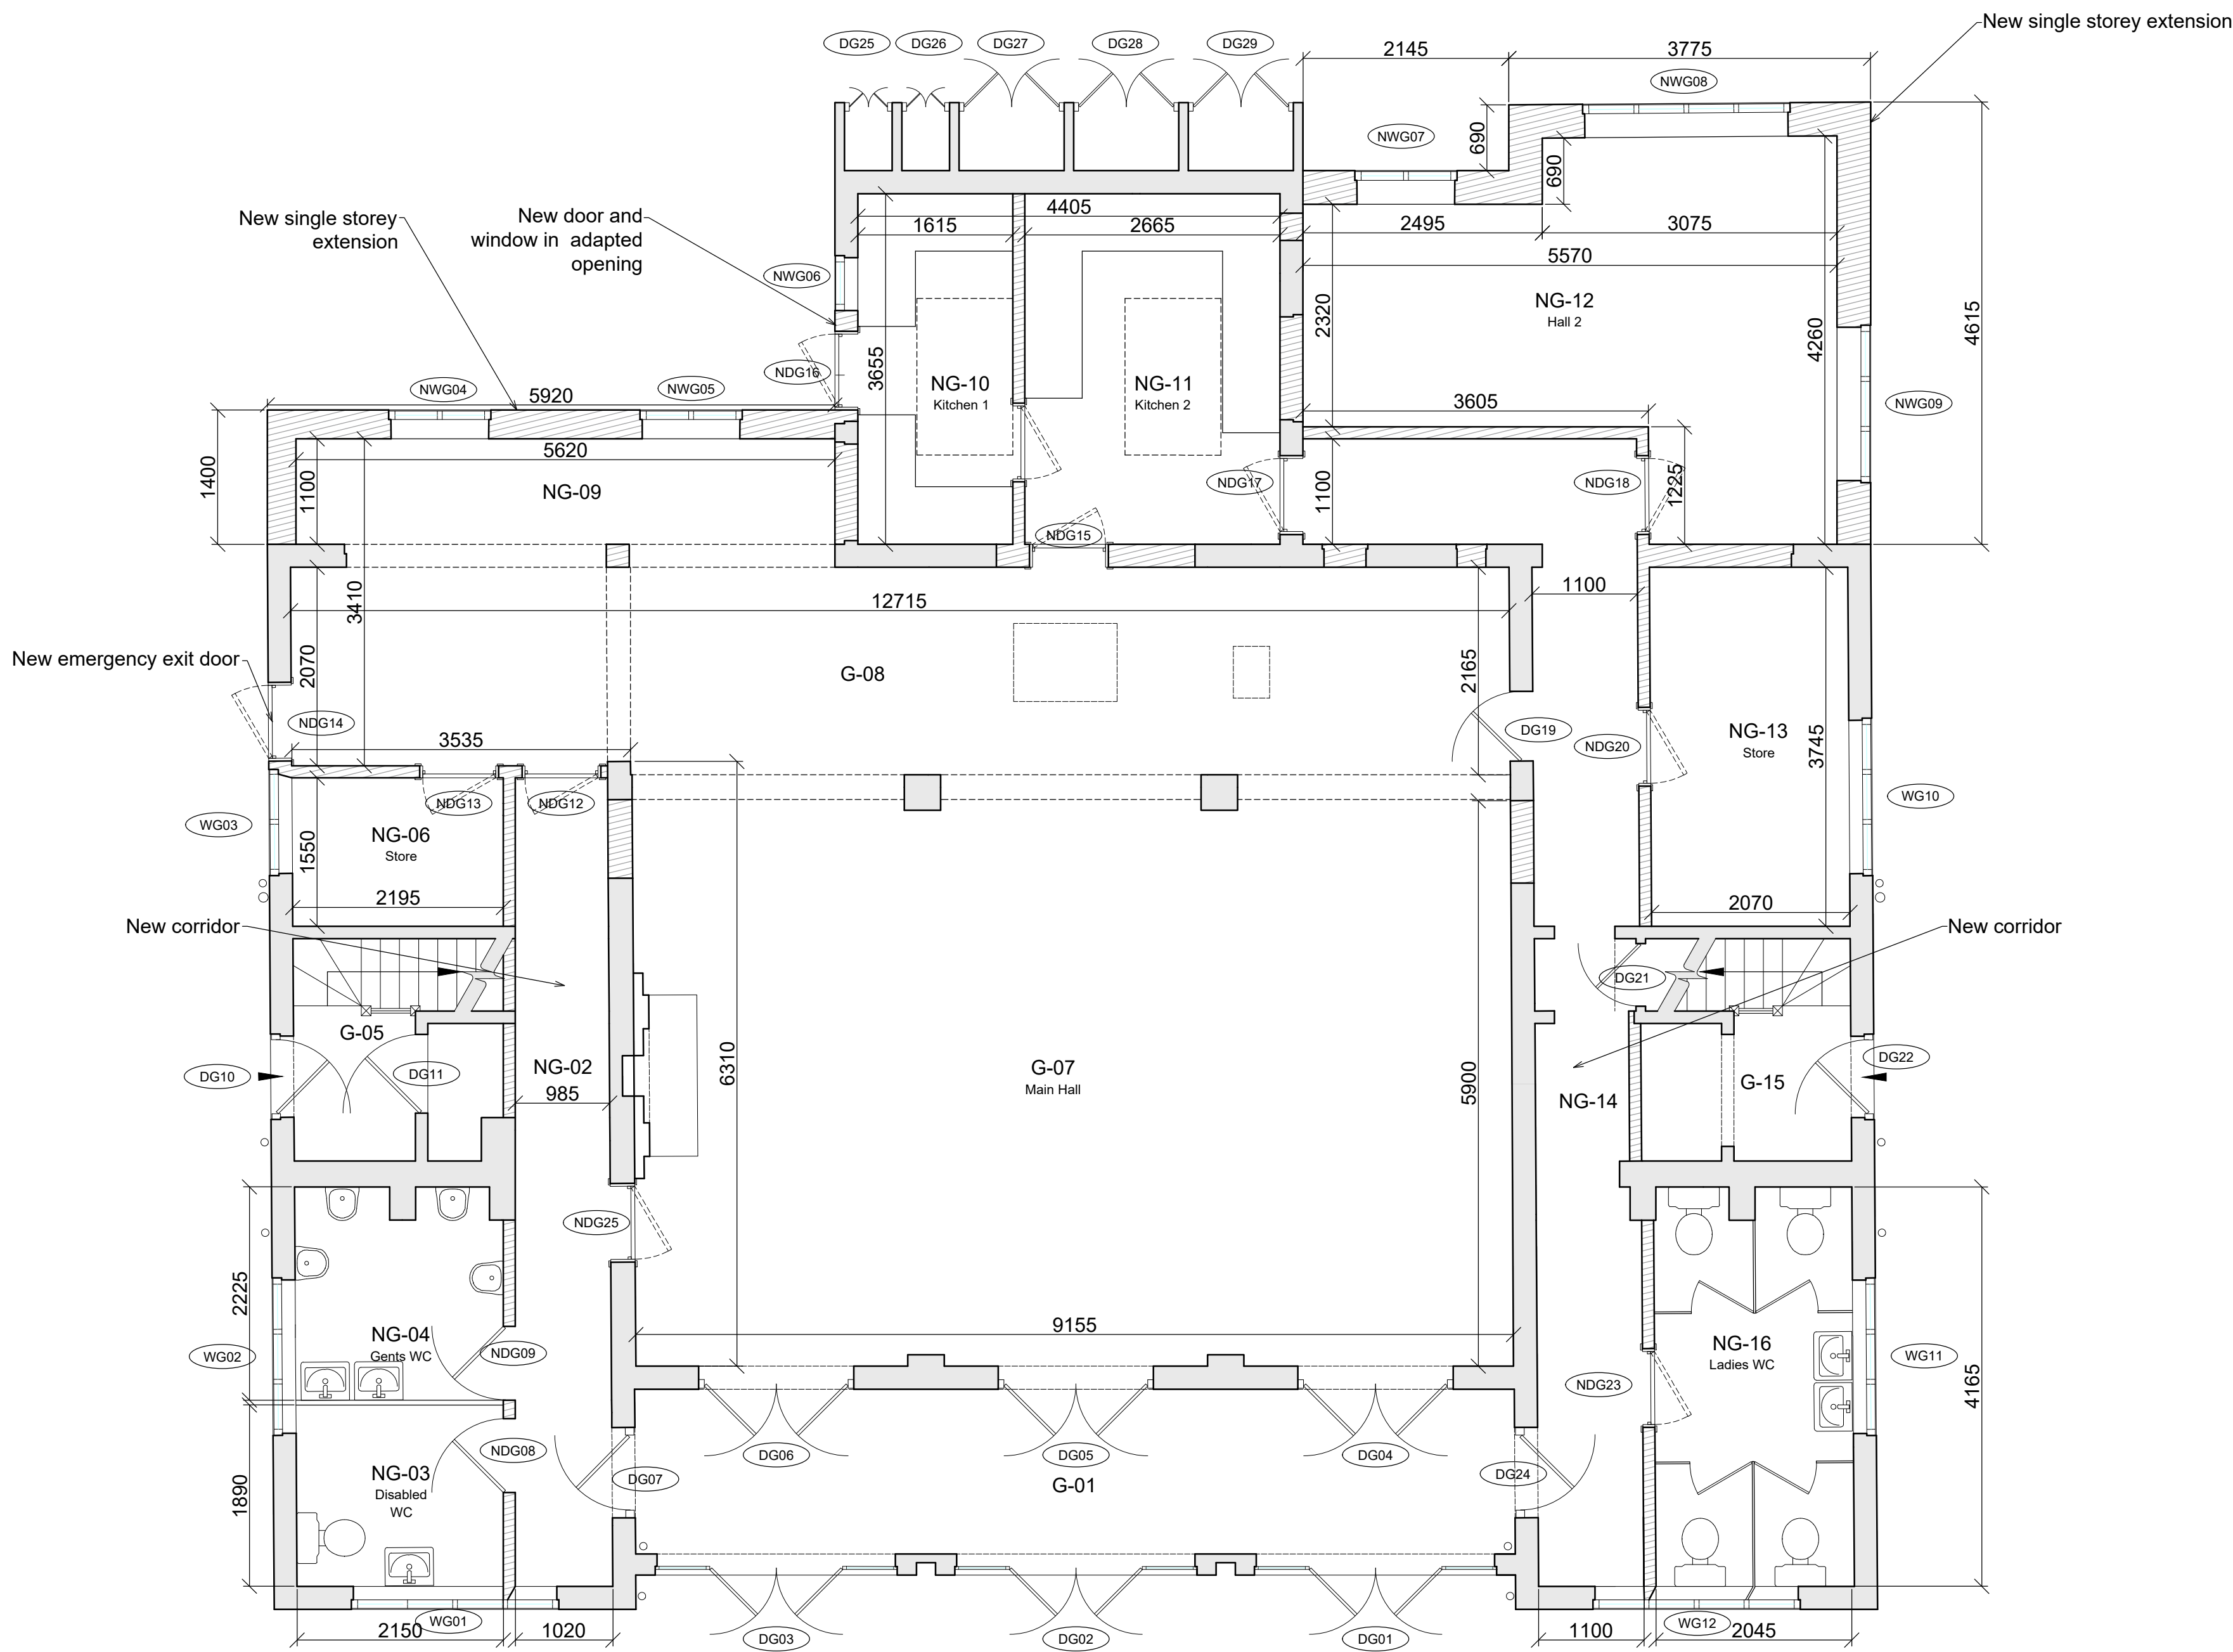 New single storey extension
DG25
DG26
DG27
DG28
DG29
2145
3775
NWG08
NWG07
690
690
New single storey
extension
New door and
window in adapted
opening
4405
1615
2665
2495
3075
5570
NWG06
NG-12
Hall 2
2320
4260
4615
NDG16
3655
NG-10
Kitchen 1
NG-11
Kitchen 2
NWG04
5920
NWG05
3605
NWG09
5620
1400
1100
NG-09
NDG17
1100
NDG18
1225
NDG15
3410
12715
1100
New emergency exit door
2070
G-08
2165
NDG14
3535
DG19
NDG20
NG-13
Store
3745
NDG13
NDG12
WG03
NG-06
Store
1550
WG10
2195
2070
New corridor
New corridor
DG21
G-05
DG10
DG11
NG-02
985
6310
G-07
Main Hall
5900
NG-14
G-15
DG22
NDG25
2225
NG-04
Gents WC
NDG09
WG02
9155
NG-16
Ladies WC
WG11
NDG23
4165
NDG08
DG06
DG05
DG04
NG-03
Disabled
WC
DG07
G-01
DG24
1890
WG01
2150
1020
DG03
DG02
DG01
1100
WG12
2045